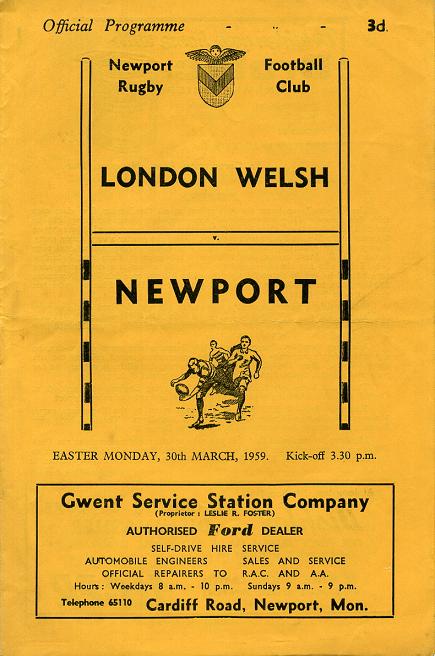 Official Programme - .. - 3d.
Newport Football
Rugby Club
LONDON WELSH
v.
NEWPORT
EASTER MONDAY, 30th MARCH, 1959. Kick-off 3.30 p.m.
Gwent Service Station Company
(Proprietor : LESLIE R. FOSTER)
AUTHORISED Ford DEALER
SELF-DRIVE HIRE SERVICE
AUTOMOBILE ENGINEERS SALES AND SERVICE
OFFICIAL REPAIRERS TO R.A.C. AND A.A.
Hours : Weekdays 8 a.m. - 10 p.m. Sundays 9 a.m. - 9 p.m.
Telephone 65110 Cardiff Road, Newport, Mon.